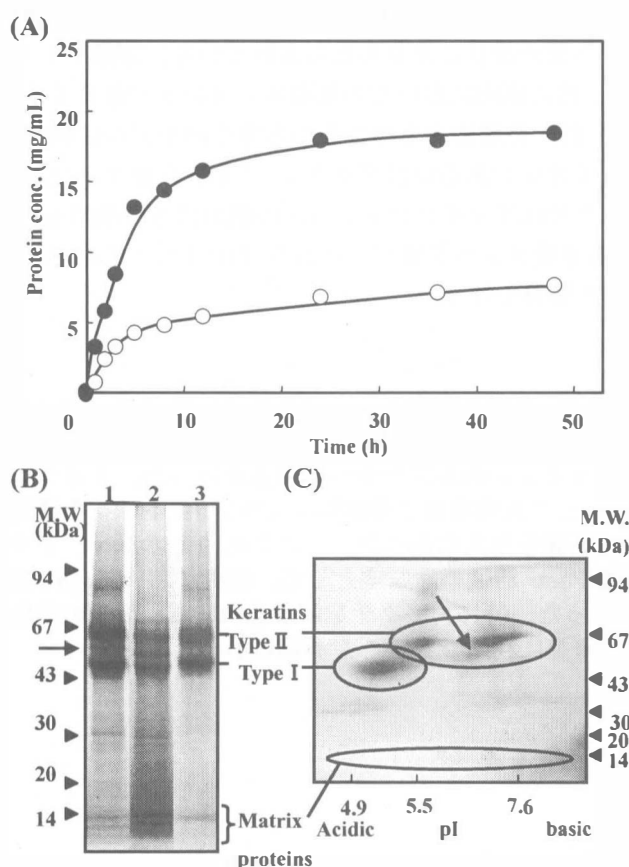 (A)
25
20
15
10
5
0
Protein conc. (mg/mL)
0 10 20 30 40 50
Time (h)
(B)
1 2 3
M.W.
(kDa)
94
67
43
30
20
14
Keratins
Type II
Type I
Matrix
proteins
(C)
M.W.
(kDa)
94
67
43
30
20
14
4.9 5.5 7.6
Acidic pI basic